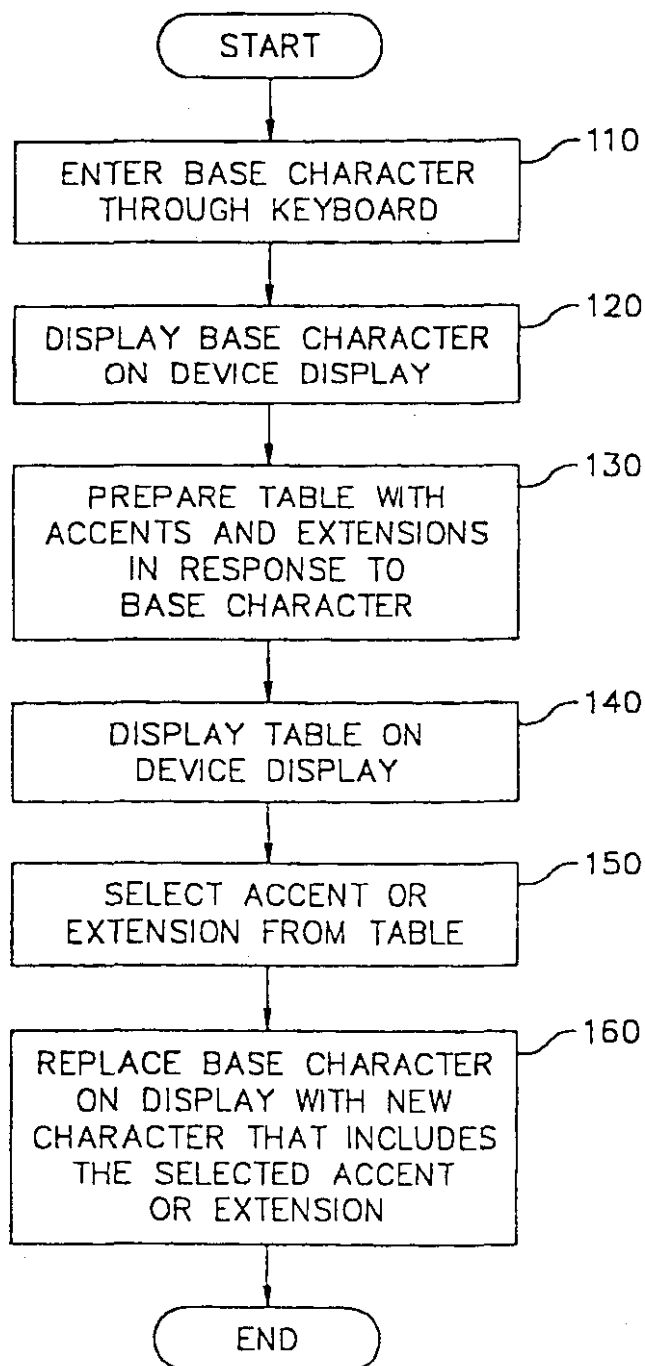 START
110
ENTER BASE CHARACTER
THROUGH KEYBOARD
120
DISPLAY BASE CHARACTER
ON DEVICE DISPLAY
130
PREPARE TABLE WITH
ACCENTS AND EXTENSIONS
IN RESPONSE TO
BASE CHARACTER
140
DISPLAY TABLE ON
DEVICE DISPLAY
150
SELECT ACCENT OR
EXTENSION FROM TABLE
160
REPLACE BASE CHARACTER
ON DISPLAY WITH NEW
CHARACTER THAT INCLUDES
THE SELECTED ACCENT
OR EXTENSION
END